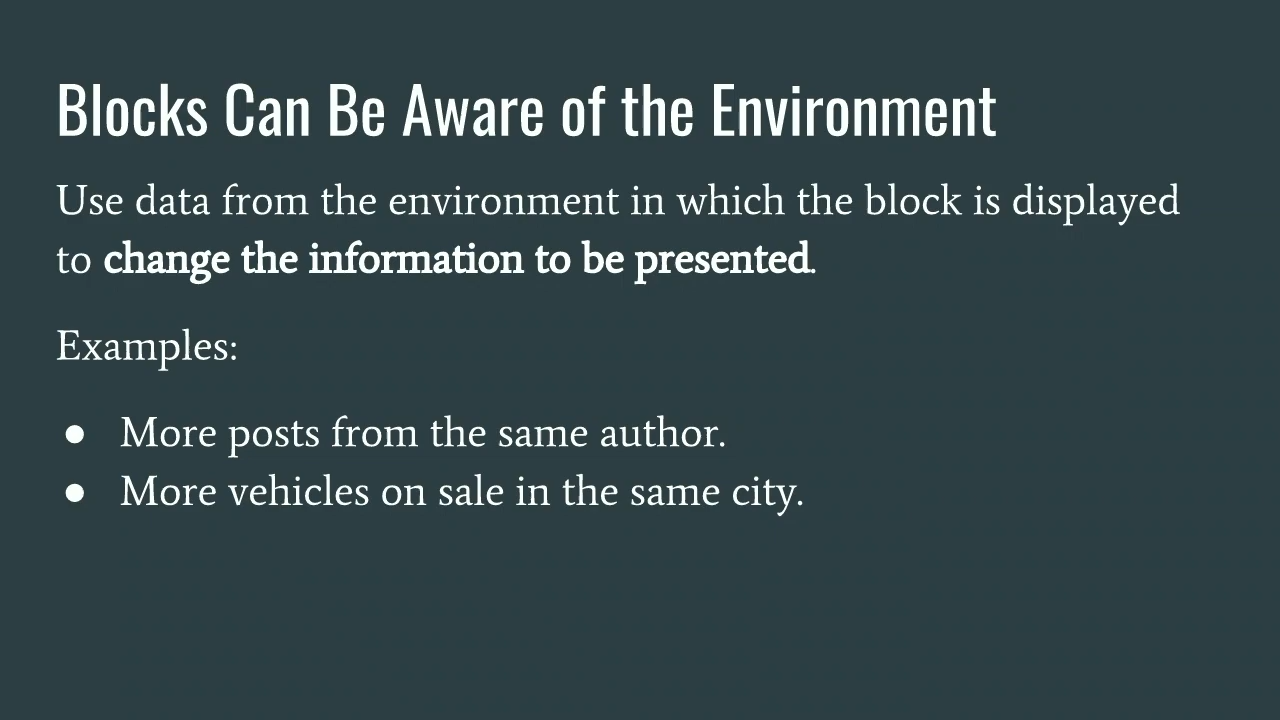 Blocks Can Be Aware of the Environment
Use data from the environment in which the block is displayed
to change the information to be presented.
Examples:
● More posts from the same author.
● More vehicles on sale in the same city.